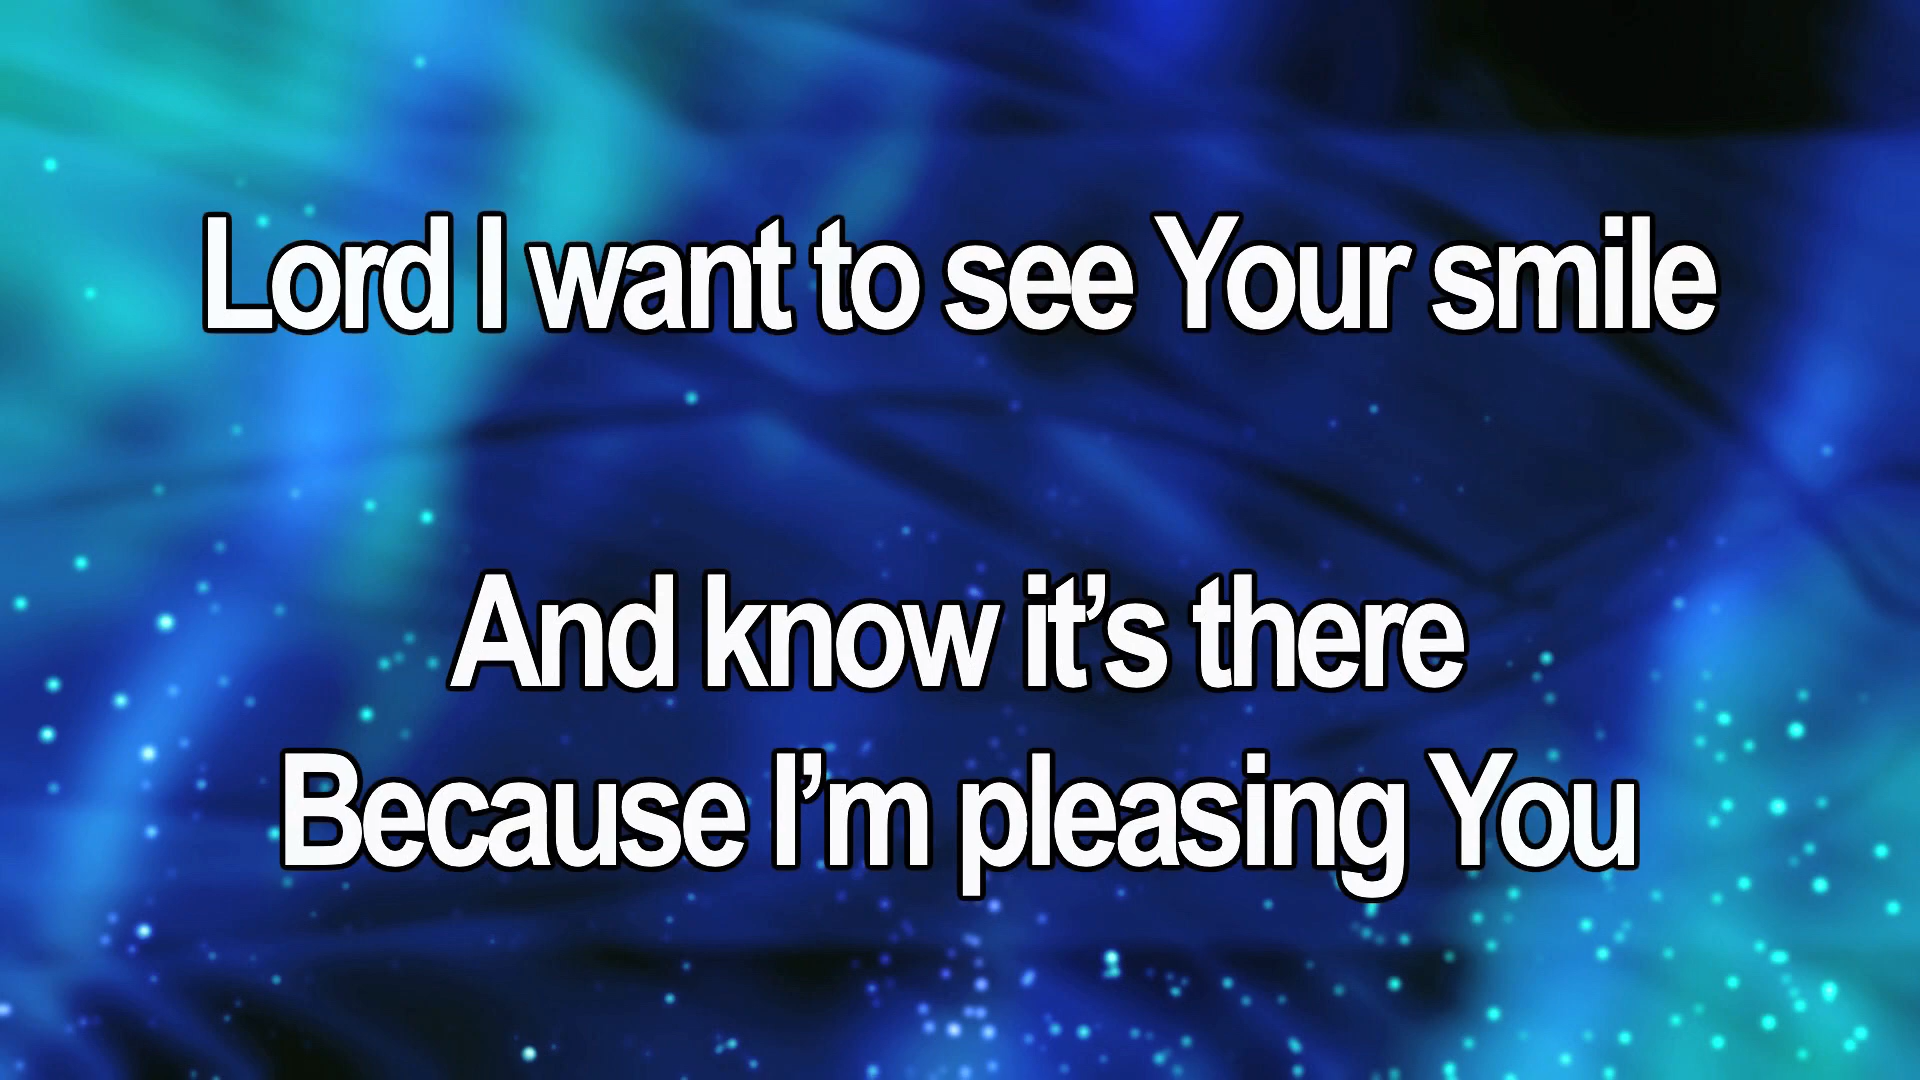 Lord I want to see Your smile
And know it’s there
Because I’m pleasing You